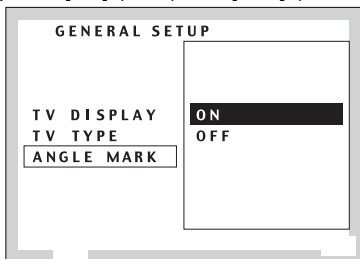 GENERAL SETUP
TV DISPLAY
TV TYPE
ANGLE MARK
ON
OFF